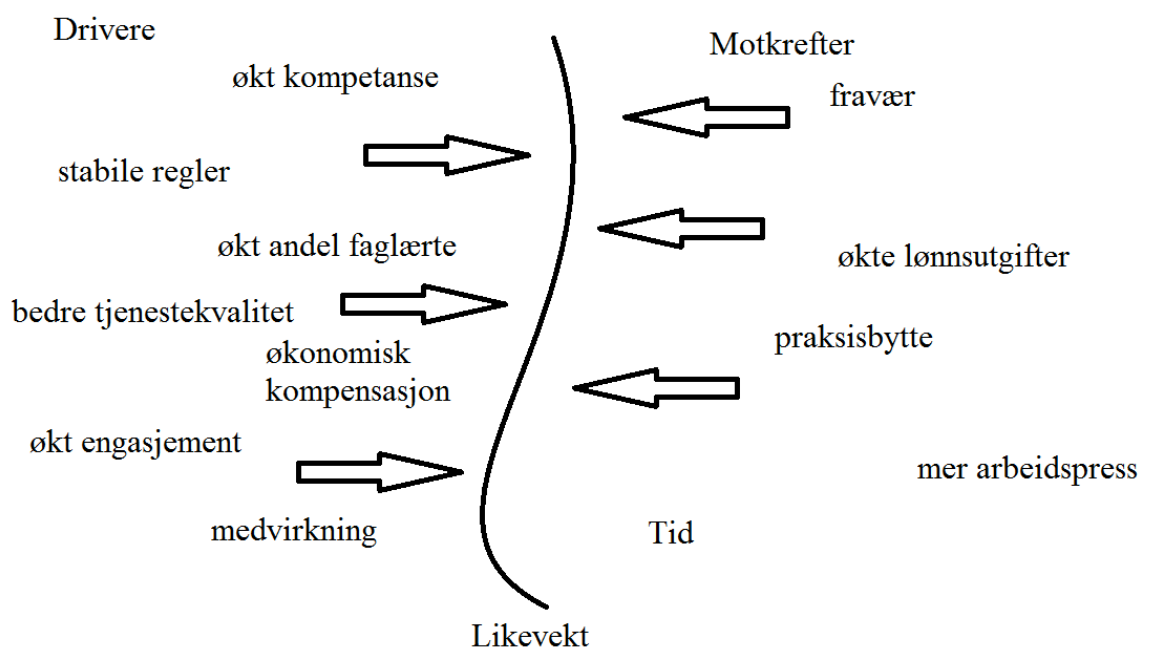 Drivere
økt kompetanse
stabile regler
økt andel faglærte
bedre tjenestekvalitet
økonomisk
kompensasjon
økt engasjement
medvirkning
Motkrefter
fravær
økte lønnsutgifter
praksisbytte
mer arbeidspress
Tid
Likevekt